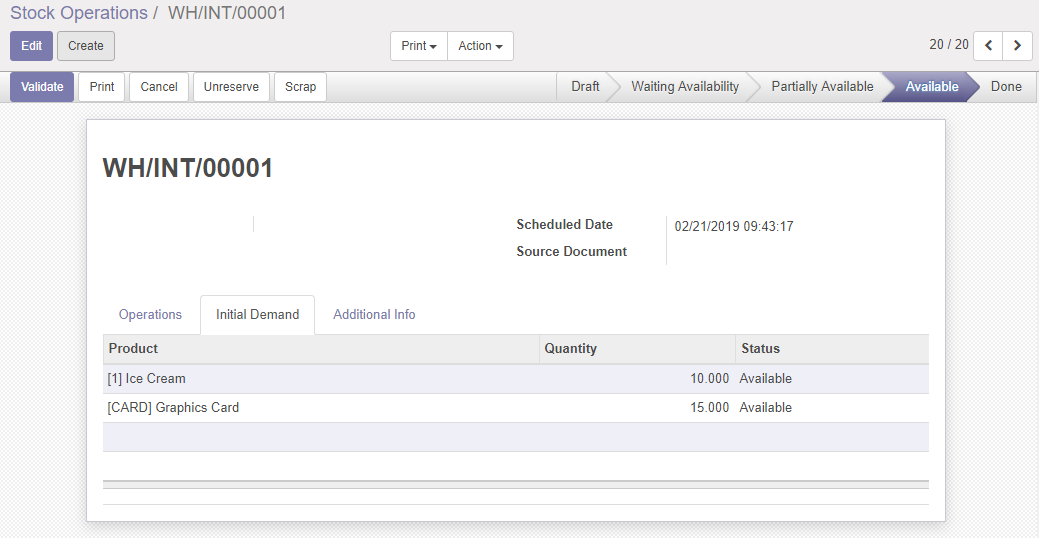 Stock Operations / WH/INT/00001
Edit Create Print Action 20 / 20
Validate Print Cancel Unreserve Scrap Draft Waiting Availability Partially Available Available Done
WH/INT/00001
Scheduled Date 02/21/2019 09:43:17
Source Document
Operations Initial Demand Additional Info
Product Quantity Status
[1] Ice Cream 10.000 Available
[CARD] Graphics Card 15.000 Available